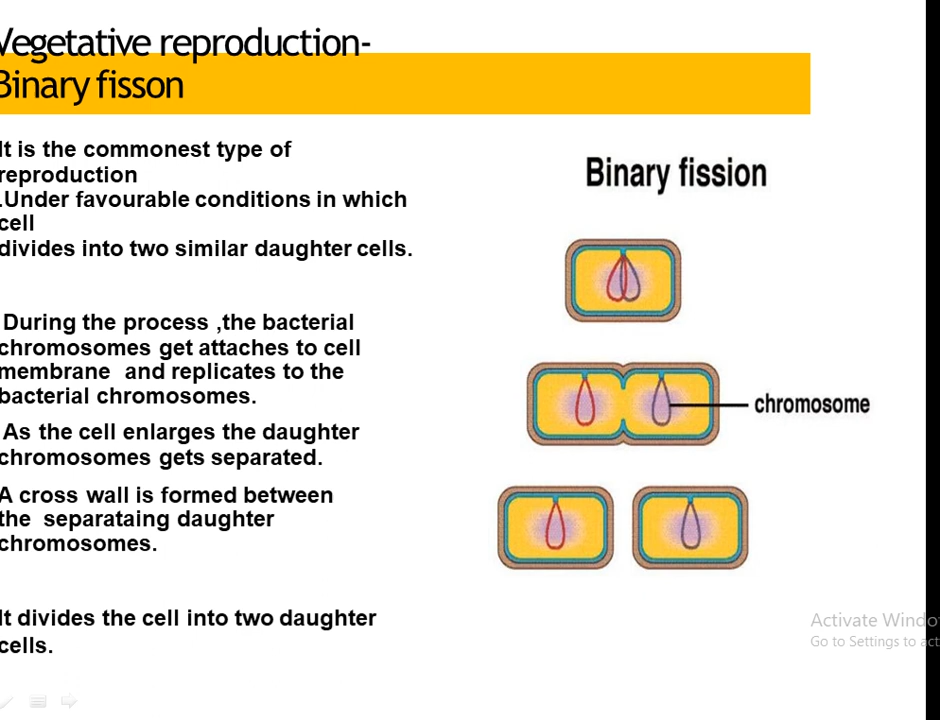 Vegetative reproduction-
Binary fisson
It is the commonest type of
reproduction
.Under favourable conditions in which
cell
divides into two similar daughter cells.
During the process ,the bacterial
chromosomes get attaches to cell
membrane and replicates to the
bacterial chromosomes.
As the cell enlarges the daughter
chromosomes gets separated.
A cross wall is formed between
the separataing daughter
chromosomes.
It divides the cell into two daughter
cells.
Binary fission
chromosome
Activate Windo
Go to Settings to act